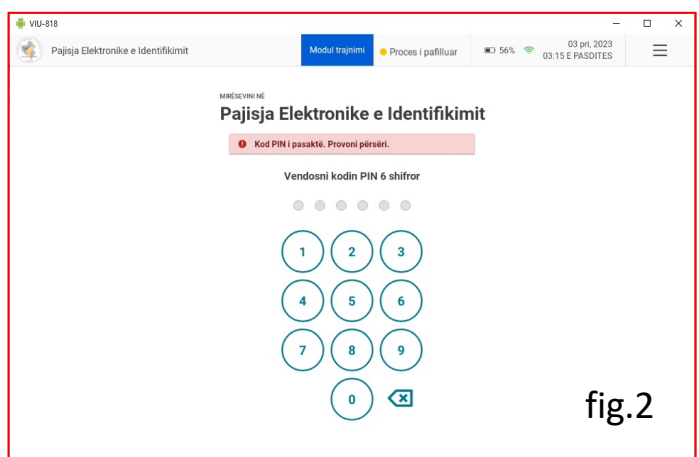 VIU-818
Pajisja Elektronike e Identifikimit
Modul trajnimi
Proces i pafilluar
56%
03 pri, 2023
03:15 E PASDITES
MIRËSEVINI NË
Pajisja Elektronike e Identifikimit
Kod PIN i pasaktë. Provoni përsëri.
Vendosni kodin PIN 6 shifror
1 2 3
4 5 6
7 8 9
0
fig.2